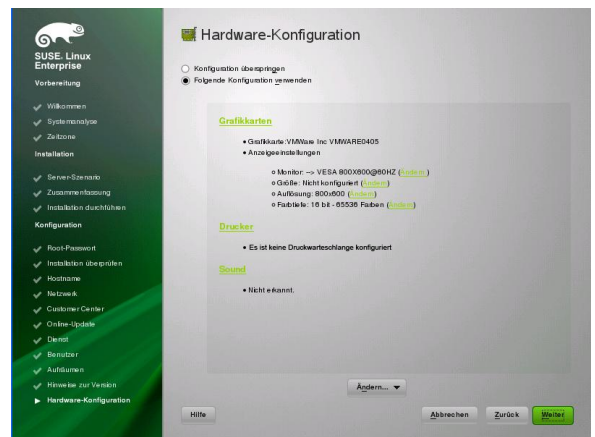 SUSE. Linux
Enterprise
Vorbereitung
Willkommen
Systemanalyse
Zeitzone
Installation
Server-Szenario
Zusammenfassung
Installation durchführen
Konfiguration
Root-Passwort
Installation überprüfen
Hostname
Netzwerk
Customer Center
Online-Update
Dienst
Benutzer
Aufräumen
Hinweise zur Version
Hardware-Konfiguration
Hardware-Konfiguration
Konfiguration überspringen
Folgende Konfiguration verwenden
Grafikkarten
• Grafikkarte:VMWare Inc VMWARE0405
• Anzeigeeinstellungen
Monitor: --> VESA 800X600@60HZ (Ändern )
Größe: Nicht konfiguriert (Ändern)
Auflösung: 800x600 (Ändern)
Farbtiefe: 16 bit - 65536 Farben (Ändern)
Drucker
• Es ist keine Druckwarteschlange konfiguriert
Sound
• Nicht erkannt.
Ändern...
Hilfe
Abbrechen
Zurück
Weiter